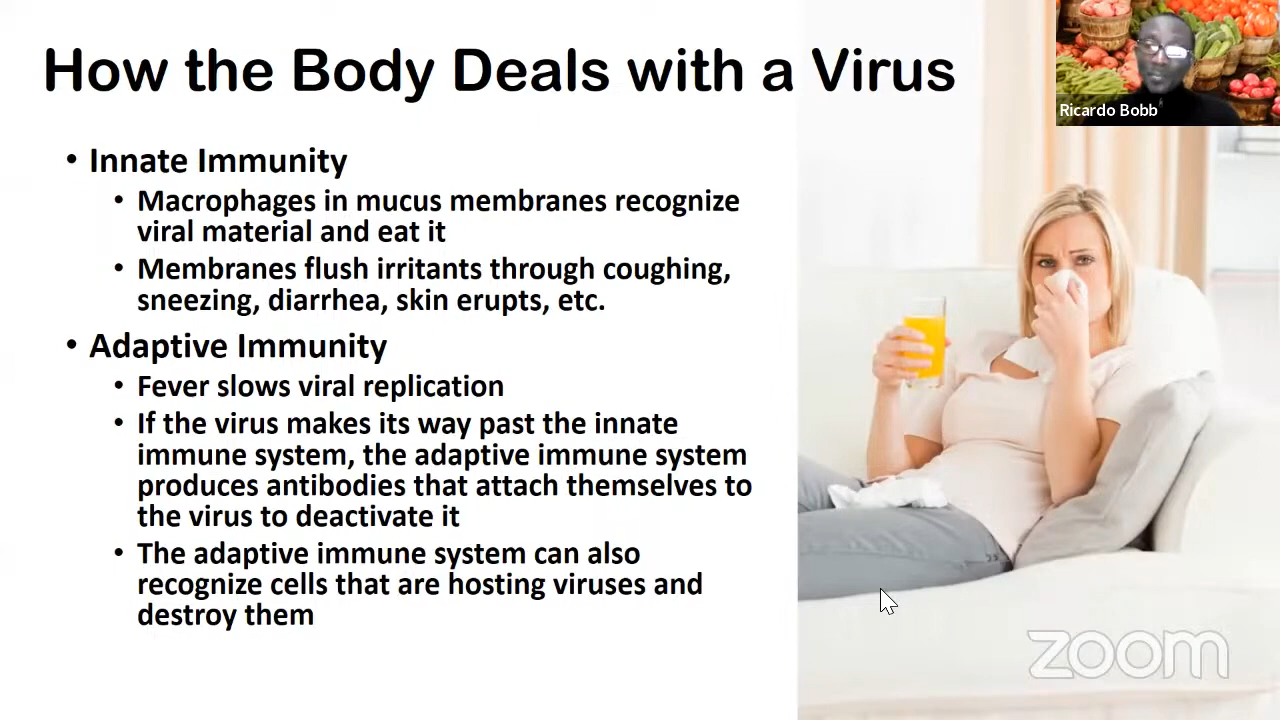 How the Body Deals with a Virus
Ricardo Bobb
• Innate Immunity
• Macrophages in mucus membranes recognize
viral material and eat it
• Membranes flush irritants through coughing,
sneezing, diarrhea, skin erupts, etc.
• Adaptive Immunity
• Fever slows viral replication
• If the virus makes its way past the innate
immune system, the adaptive immune system
produces antibodies that attach themselves to
the virus to deactivate it
• The adaptive immune system can also
recognize cells that are hosting viruses and
destroy them
zoom